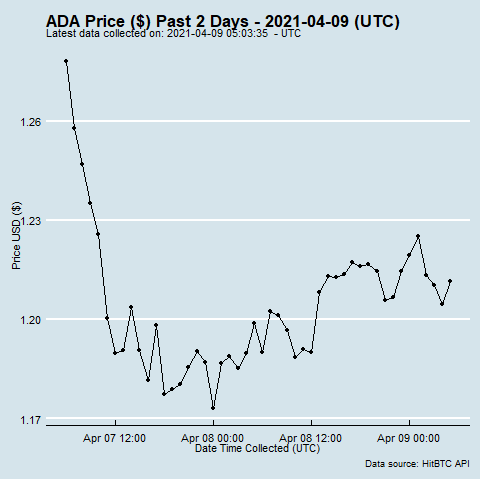 ADA Price ($) Past 2 Days - 2021-04-09 (UTC)
Latest data collected on: 2021-04-09 05:03:35 - UTC
1.26
1.23
1.20
1.17
Price USD ($)
Apr 07 12:00
Apr 08 00:00
Apr 08 12:00
Apr 09 00:00
Date Time Collected (UTC)
Data source: HitBTC API